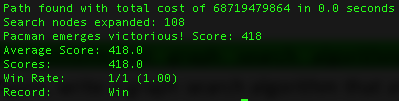 Path found with total cost of 68719479864 in 0.0 seconds
Search nodes expanded: 108
Pacman emerges victorious! Score: 418
Average Score: 418.0
Scores:        418.0
Win Rate:      1/1 (1.00)
Record:        Win